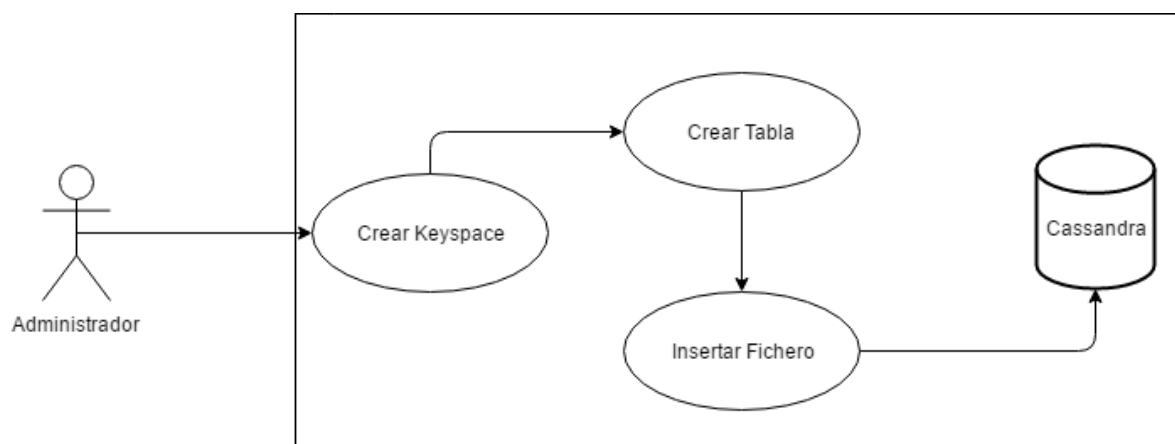 Crear Tabla
Cassandra
Crear Keyspace
Administrador
Insertar Fichero